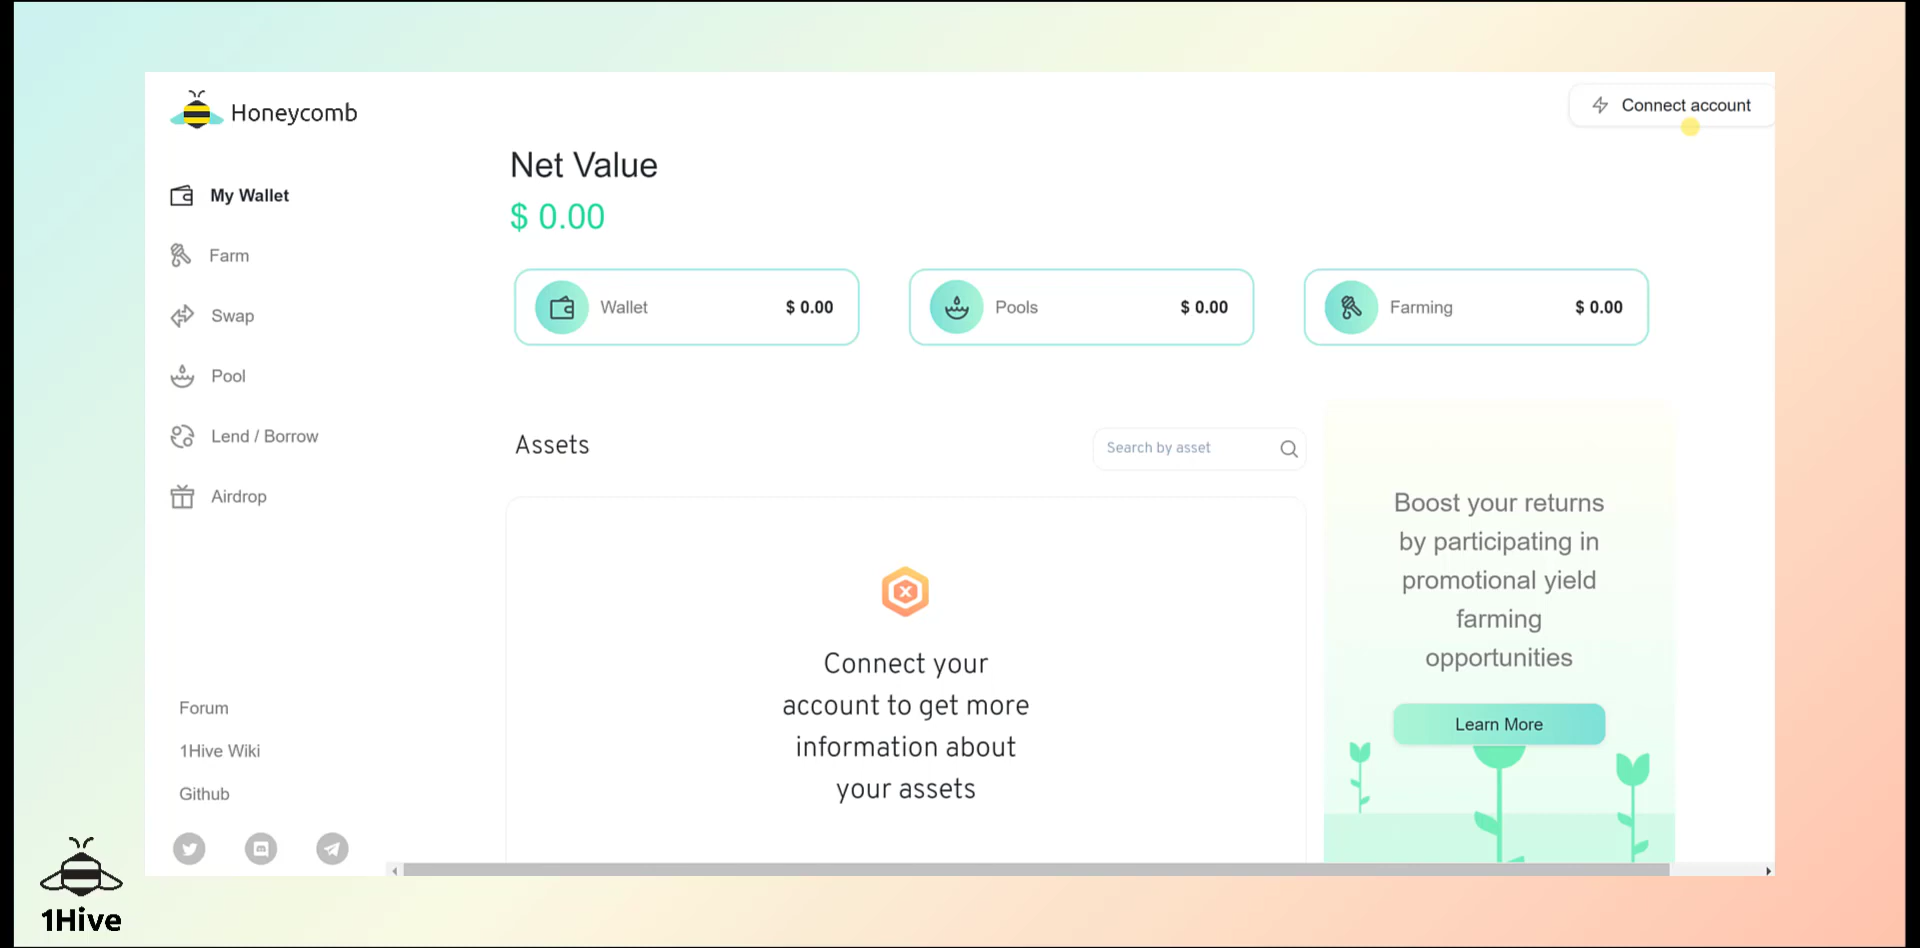 Honeycomb
Connect account
My Wallet
Farm
Swap
Pool
Lend / Borrow
Airdrop
Forum
1Hive Wiki
Github
Net Value
$ 0.00
Wallet $ 0.00
Pools $ 0.00
Farming $ 0.00
Assets
Search by asset
Connect your
account to get more
information about
your assets
Boost your returns
by participating in
promotional yield
farming
opportunities
Learn More
1Hive